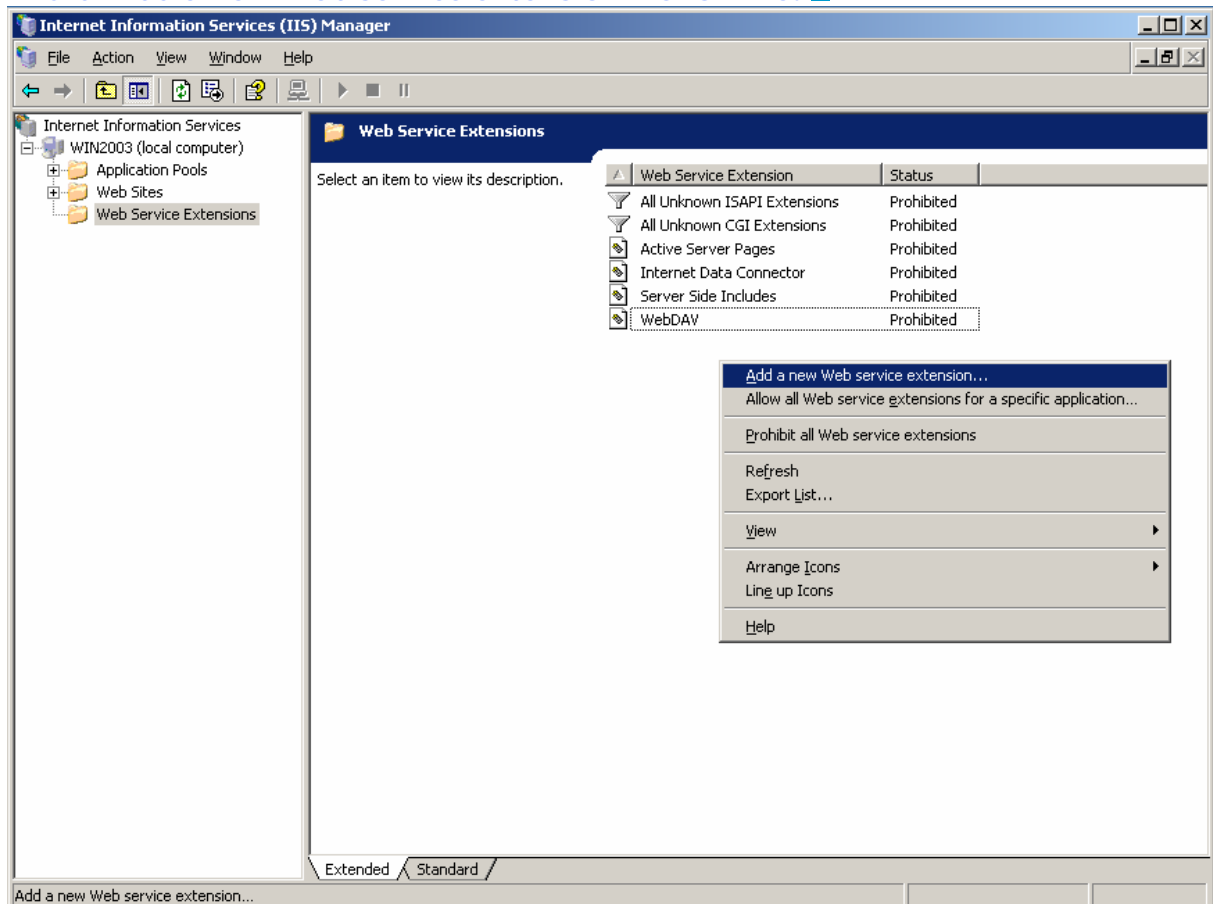 Internet Information Services (IIS) Manager
File Action View Window Help
Internet Information Services
WIN2003 (local computer)
Application Pools
Web Sites
Web Service Extensions
Web Service Extensions
Select an item to view its description.
Web Service Extension Status
All Unknown ISAPI Extensions Prohibited
All Unknown CGI Extensions Prohibited
Active Server Pages Prohibited
Internet Data Connector Prohibited
Server Side Includes Prohibited
WebDAV Prohibited
Add a new Web service extension...
Allow all Web service extensions for a specific application...
Prohibit all Web service extensions
Refresh
Export List...
View
Arrange Icons
Line up Icons
Help
Extended Standard
Add a new Web service extension...